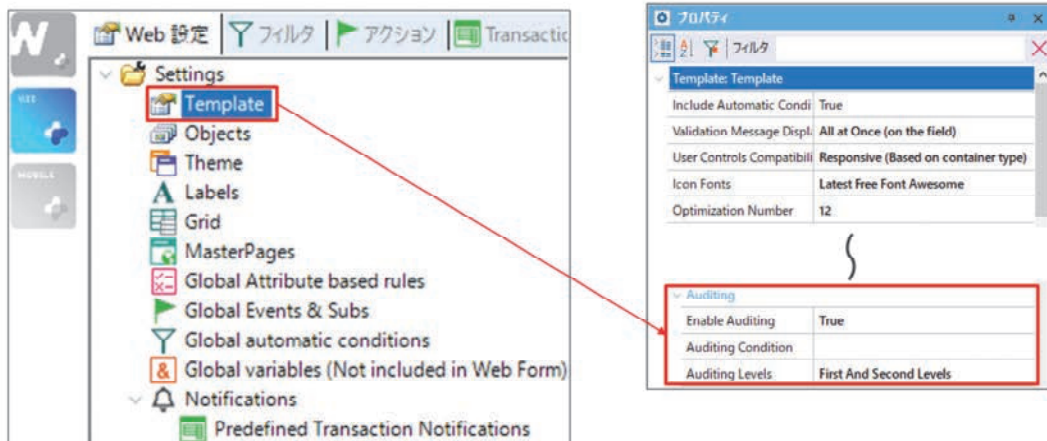 W
Web 設定
フィルタ
アクション
Transactic
Settings
Template
Objects
Theme
Labels
Grid
MasterPages
Global Attribute based rules
Global Events & Subs
Global automatic conditions
Global variables (Not included in Web Form)
Notifications
Predefined Transaction Notifications
MOBILE
プロパティ
フィルタ
Template: Template
Include Automatic Condi True
Validation Message Displ All at Once (on the field)
User Controls Compatibili Responsive (Based on container type)
Icon Fonts Latest Free Font Awesome
Optimization Number 12
Auditing
Enable Auditing True
Auditing Condition
Auditing Levels First And Second Levels